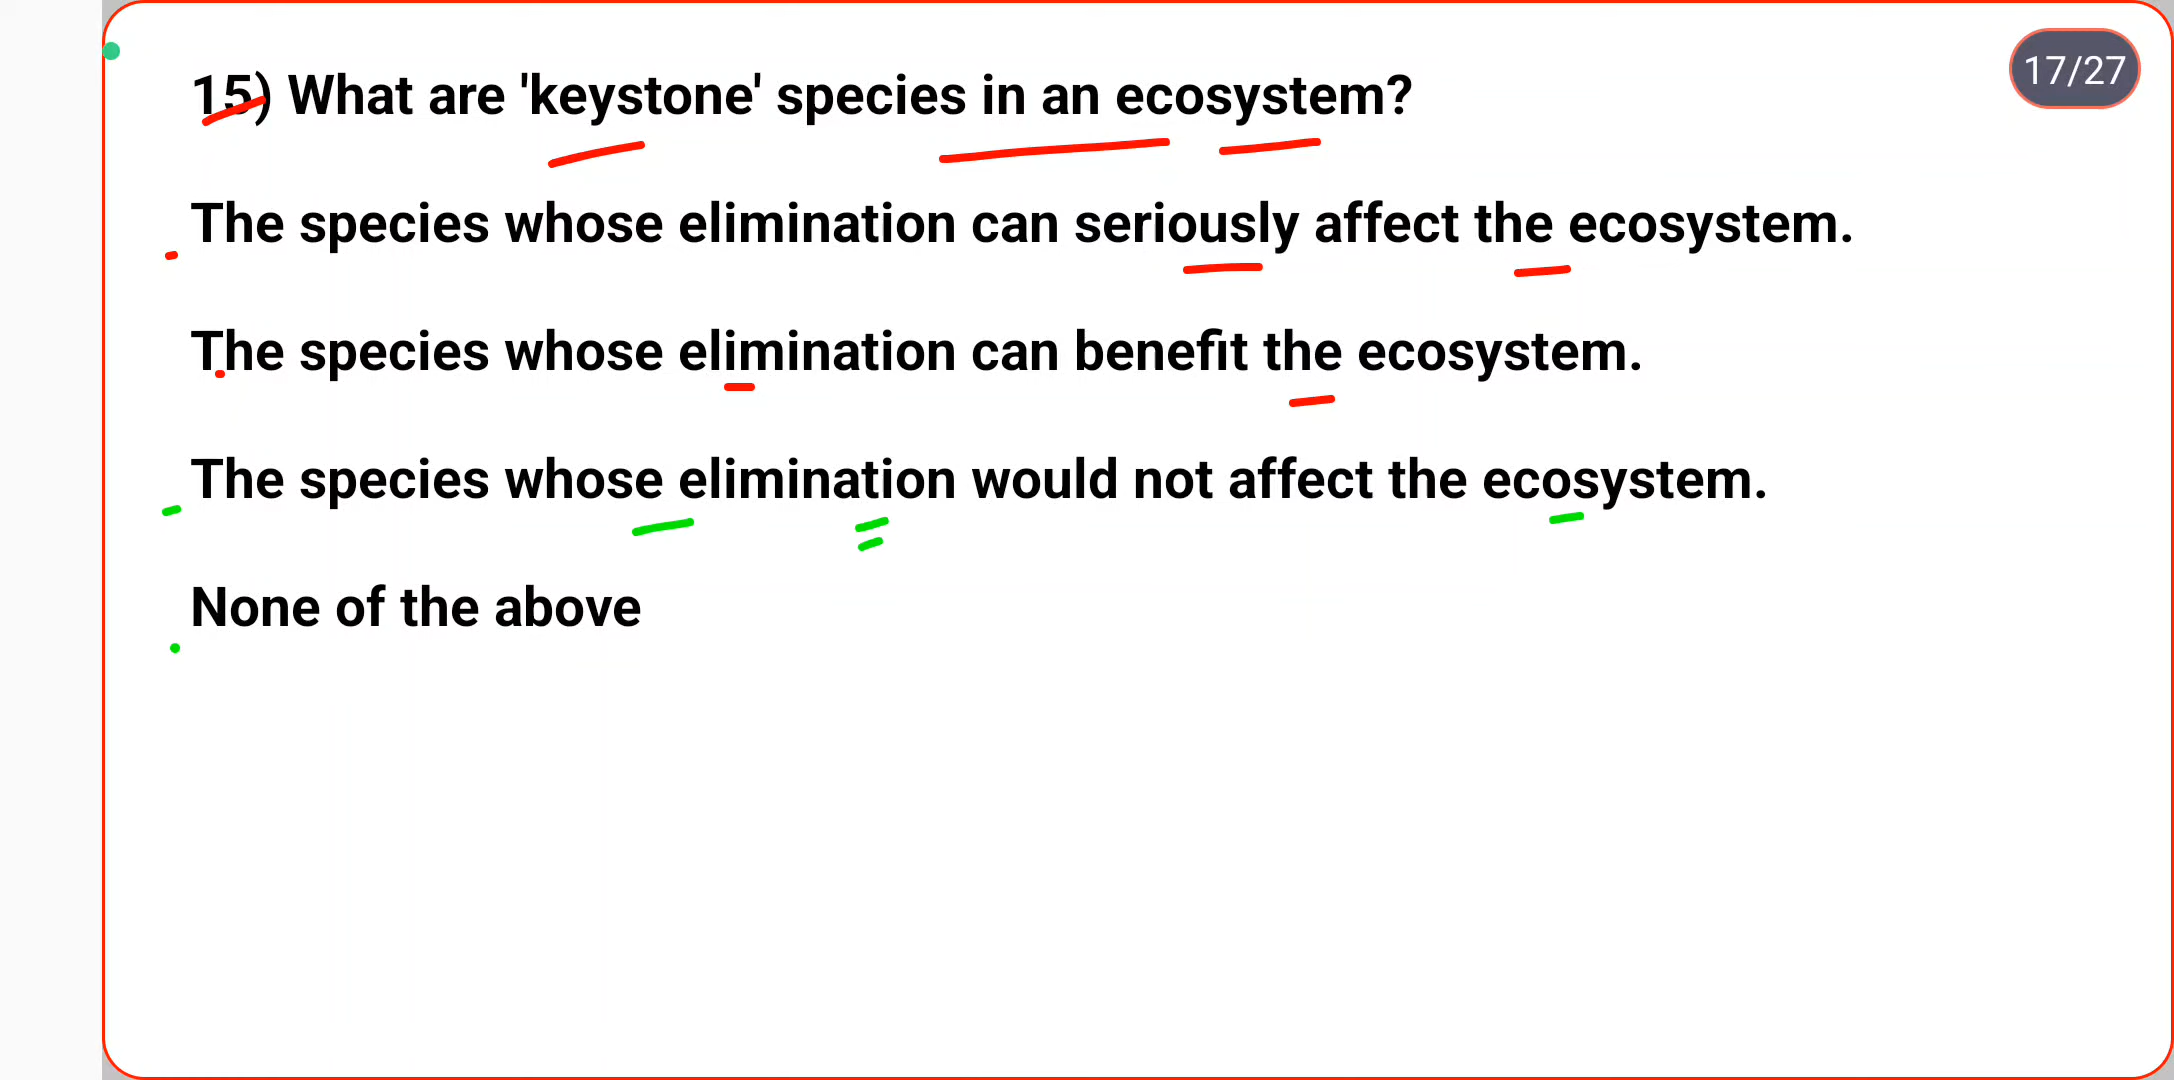 15) What are 'keystone' species in an ecosystem?
17/27
The species whose elimination can seriously affect the ecosystem.
The species whose elimination can benefit the ecosystem.
The species whose elimination would not affect the ecosystem.
None of the above